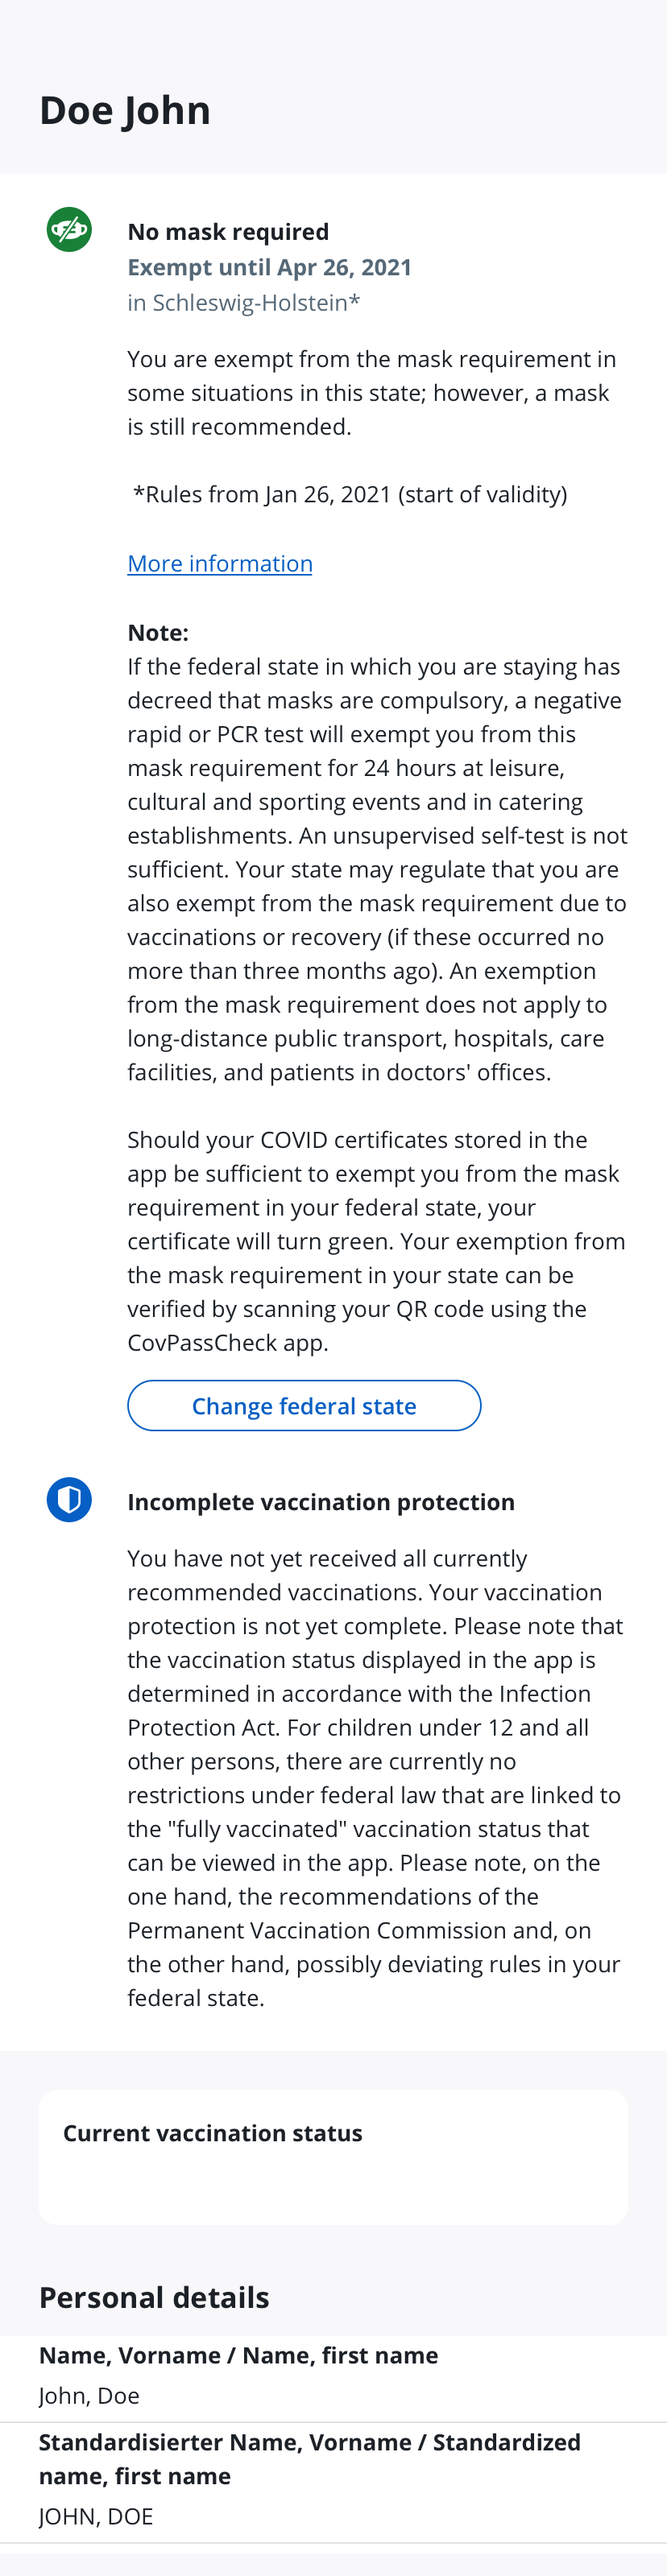 Doe John
No mask required
Exempt until Apr 26, 2021
in Schleswig-Holstein*
You are exempt from the mask requirement in
some situations in this state; however, a mask
is still recommended.
*Rules from Jan 26, 2021 (start of validity)
More information
Note:
If the federal state in which you are staying has
decreed that masks are compulsory, a negative
rapid or PCR test will exempt you from this
mask requirement for 24 hours at leisure,
cultural and sporting events and in catering
establishments. An unsupervised self-test is not
sufficient. Your state may regulate that you are
also exempt from the mask requirement due to
vaccinations or recovery (if these occurred no
more than three months ago). An exemption
from the mask requirement does not apply to
long-distance public transport, hospitals, care
facilities, and patients in doctors' offices.
Should your COVID certificates stored in the
app be sufficient to exempt you from the mask
requirement in your federal state, your
certificate will turn green. Your exemption from
the mask requirement in your state can be
verified by scanning your QR code using the
CovPassCheck app.
Change federal state
Incomplete vaccination protection
You have not yet received all currently
recommended vaccinations. Your vaccination
protection is not yet complete. Please note that
the vaccination status displayed in the app is
determined in accordance with the Infection
Protection Act. For children under 12 and all
other persons, there are currently no
restrictions under federal law that are linked to
the "fully vaccinated" vaccination status that
can be viewed in the app. Please note, on the
one hand, the recommendations of the
Permanent Vaccination Commission and, on
the other hand, possibly deviating rules in your
federal state.
Current vaccination status
Personal details
Name, Vorname / Name, first name
John, Doe
Standardisierter Name, Vorname / Standardized
name, first name
JOHN, DOE